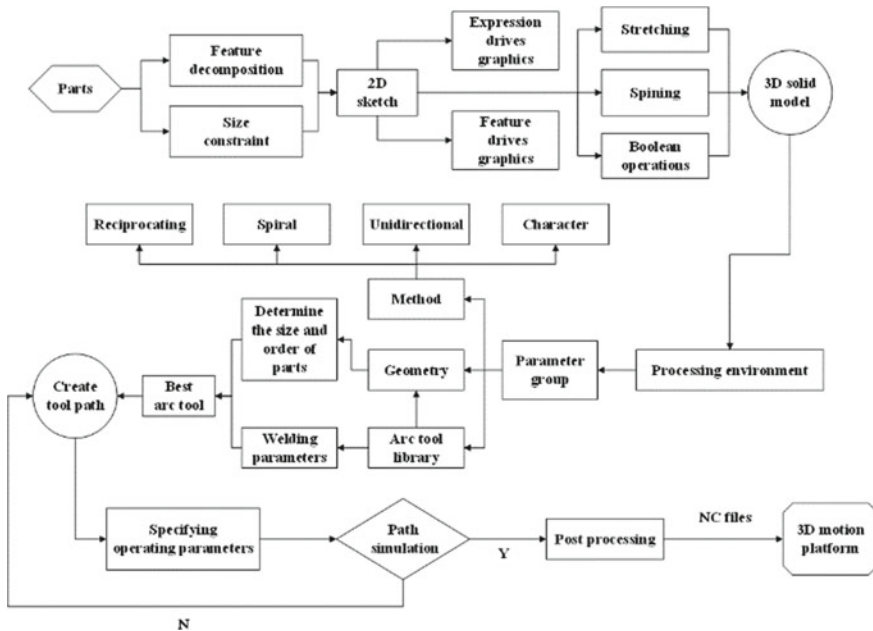 Parts
Feature
decomposition
Size
constraint
2D
sketch
Expression
drives
graphics
Feature
drives
graphics
Stretching
Spining
Boolean
operations
3D solid
model
Reciprocating
Spiral
Unidirectional
Character
Method
Determine
the size and
order of
parts
Geometry
Parameter
group
Processing environment
Create
tool path
Best
arc tool
Welding
parameters
Arc tool
library
Specifying
operating parameters
Path
simulation
Y
Post processing
NC files
3D motion
platform
N